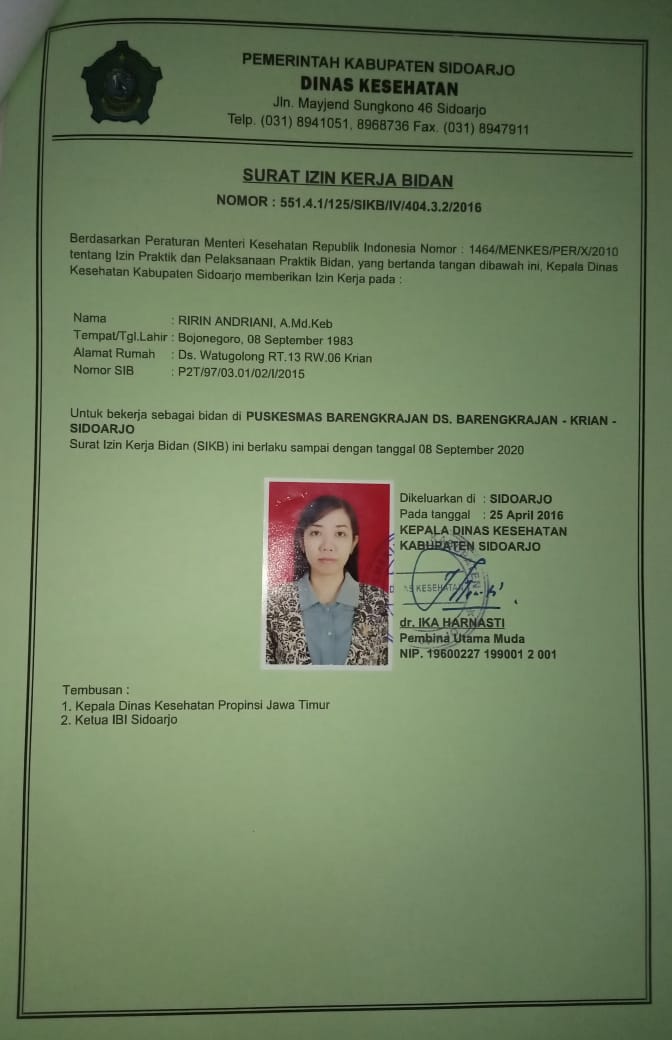 PEMERINTAH KABUPATEN SIDOARJO
DINAS KESEHATAN
Jln. Mayjend Sungkono 46 Sidoarjo
Telp. (031) 8941051, 8968736 Fax. (031) 8947911
SURAT IZIN KERJA BIDAN
NOMOR : 551.4.1/125/SIKB/IV/404.3.2/2016
Berdasarkan Peraturan Menteri Kesehatan Republik Indonesia Nomor : 1464/MENKES/PER/X/2010
tentang Izin Praktik dan Pelaksanaan Praktik Bidan, yang bertanda tangan dibawah ini, Kepala Dinas
Kesehatan Kabupaten Sidoarjo memberikan Izin Kerja pada :
Nama : RIRIN ANDRIANI, A.Md.Keb
Tempat/Tgl.Lahir : Bojonegoro, 08 September 1983
Alamat Rumah : Ds. Watugolong RT.13 RW.06 Krian
Nomor SIB : P2T/97/03.01/02/I/2015
Untuk bekerja sebagai bidan di PUSKESMAS BARENGKRAJAN DS. BARENGKRAJAN - KRIAN -
SIDOARJO
Surat Izin Kerja Bidan (SIKB) ini berlaku sampai dengan tanggal 08 September 2020
Dikeluarkan di : SIDOARJO
Pada tanggal : 25 April 2016
KEPALA DINAS KESEHATAN
KABUPATEN SIDOARJO
DINAS KESEHATAN
dr. IKA HARNASTI
Pembina Utama Muda
NIP. 19600227 199001 2 001
Tembusan :
1. Kepala Dinas Kesehatan Propinsi Jawa Timur
2. Ketua IBI Sidoarjo